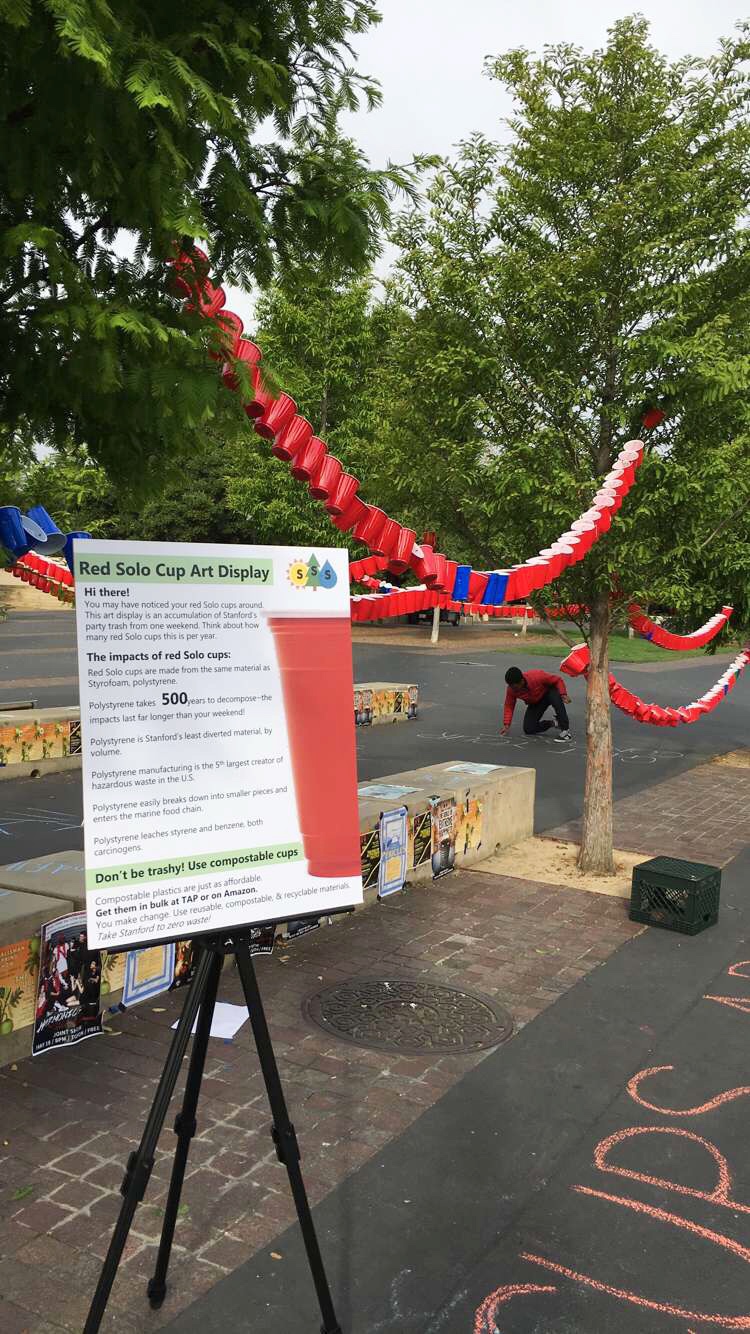 Red Solo Cup Art Display
S S S
Hi there!
You may have noticed your red Solo cups around.
This art display is an accumulation of Stanford's
party trash from one weekend. Think about how
many red Solo cups this is per year.
The impacts of red Solo cups:
Red Solo cups are made from the same material as
Styrofoam, polystyrene.
Polystyrene takes 500 years to decompose–the
impacts last far longer than your weekend!
Polystyrene is Stanford's least diverted material, by
volume.
Polystyrene manufacturing is the 5th largest creator of
hazardous waste in the U.S.
Polystyrene easily breaks down into smaller pieces and
enters the marine food chain.
Polystyrene leaches styrene and benzene, both
carcinogens.
Don't be trashy! Use compostable cups
Compostable plastics are just as affordable.
Get them in bulk at TAP or on Amazon.
You make change. Use reusable, compostable, & recyclable materials.
Take Stanford to zero waste!
JOINT SHOW